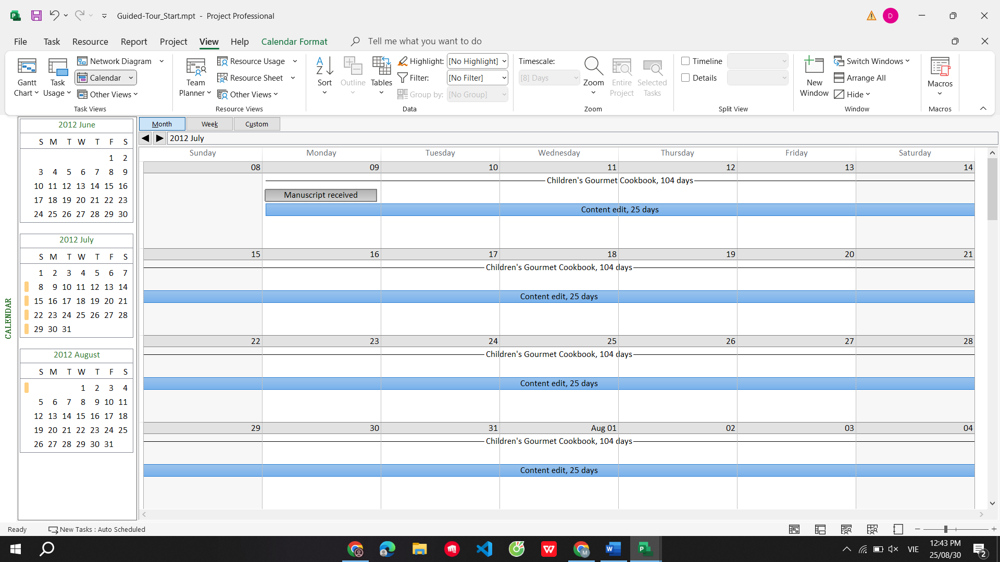 Guided-Tour_Start.mpt - Project Professional
D
File Task Resource Report Project View Help Calendar Format Tell me what you want to do
Gantt Chart
Task Usage
Network Diagram
Calendar
Other Views
Task Views
Team Planner
Resource Usage
Resource Sheet
Other Views
Resource Views
Sort
Outline
Tables
Highlight: [No Highlight]
Filter: [No Filter]
Group by: [No Group]
Data
Timescale:
[8] Days
Zoom
Entire Project
Selected Tasks
Zoom
Timeline
Details
Split View
New Window
Switch Windows
Arrange All
Hide
Window
Macros
Macros
CALENDAR
2012 June
S M T W T F S
1 2
3 4 5 6 7 8 9
10 11 12 13 14 15 16
17 18 19 20 21 22 23
24 25 26 27 28 29 30
2012 July
S M T W T F S
1 2 3 4 5 6 7
8 9 10 11 12 13 14
15 16 17 18 19 20 21
22 23 24 25 26 27 28
29 30 31
2012 August
S M T W T F S
1 2 3 4
5 6 7 8 9 10 11
12 13 14 15 16 17 18
19 20 21 22 23 24 25
26 27 28 29 30 31
Month Week Custom
2012 July
Sunday Monday Tuesday Wednesday Thursday Friday Saturday
08 09 10 11 12 13 14
Children's Gourmet Cookbook, 104 days
Manuscript received
Content edit, 25 days
15 16 17 18 19 20 21
Children's Gourmet Cookbook, 104 days
Content edit, 25 days
22 23 24 25 26 27 28
Children's Gourmet Cookbook, 104 days
Content edit, 25 days
29 30 31 Aug 01 02 03 04
Children's Gourmet Cookbook, 104 days
Content edit, 25 days
Ready New Tasks : Auto Scheduled
VIE
12:43 PM
25/08/30
2